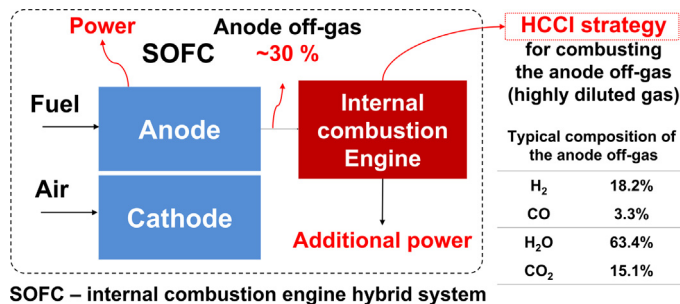 Power
Anode off-gas
SOFC
~30 %
HCCI strategy
for combusting
the anode off-gas
(highly diluted gas)
Fuel
Anode
Internal
combustion
Engine
Air
Cathode
Additional power
Typical composition of
the anode off-gas
H₂ 18.2%
CO 3.3%
H₂O 63.4%
CO₂ 15.1%
SOFC – internal combustion engine hybrid system